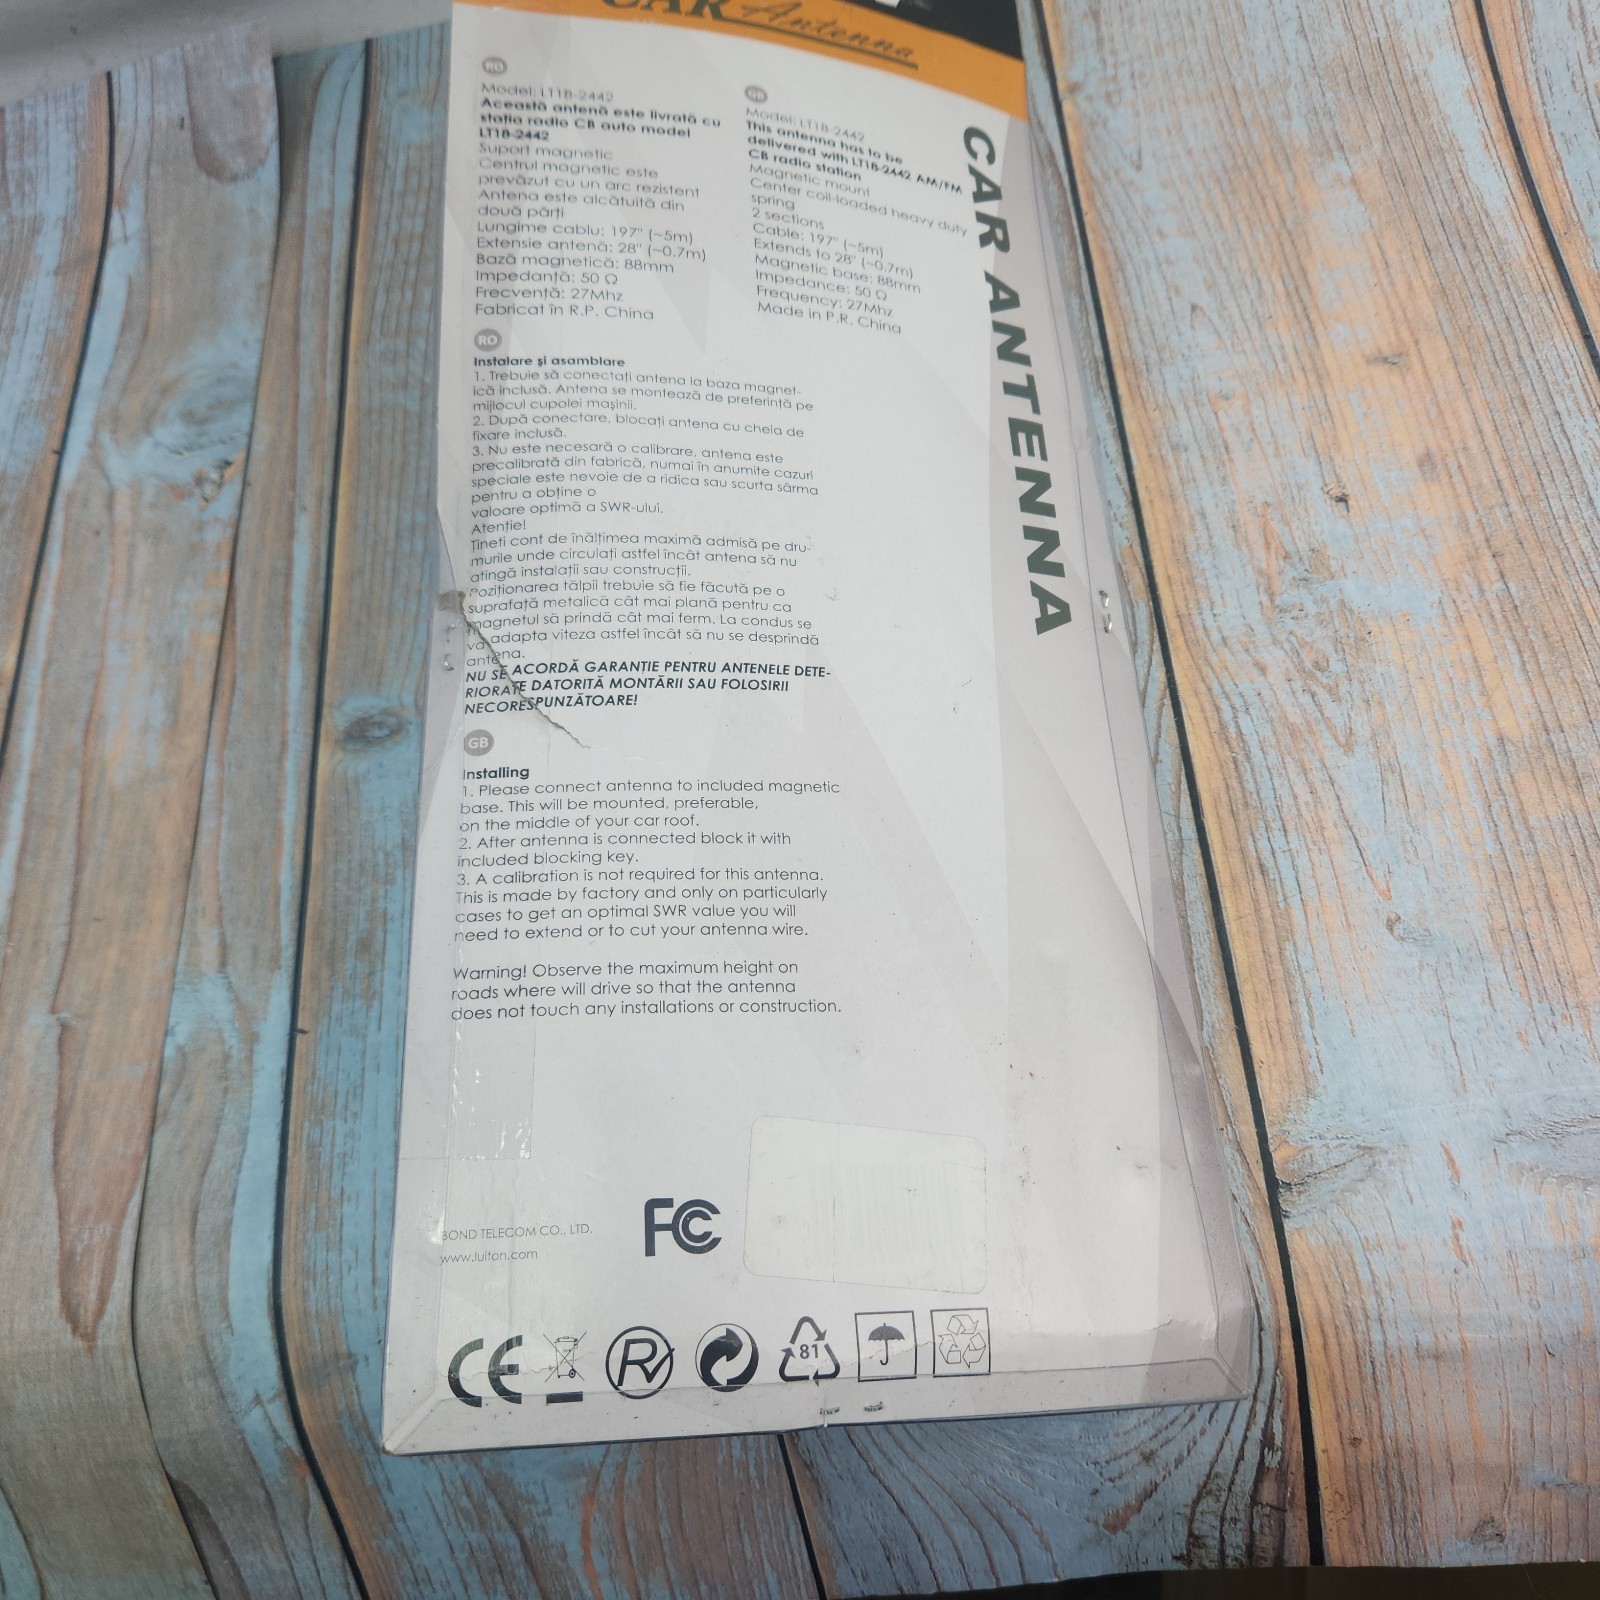 CAR Antenna
RO
Model: LT1B-2442
Această antenă este livrată cu
stația radio CB auto model
LT1B-2442
Suport magnetic
Centrul magnetic este
prevăzut cu un arc rezistent
Antena este alcătuită din
două părți
Lungime cablu: 197" (~5m)
Extensie antenă: 28" (~0.7m)
Bază magnetică: 88mm
Impedanță: 50 Ω
Frecvență: 27Mhz
Fabricat în R.P. China
GB
Model: LT1B-2442
This antenna has to be
delivered with LT1B-2442 AM/FM
CB radio station
Magnetic mount
Center coil-loaded heavy duty
spring
2 sections
Cable: 197" (~5m)
Extends to 28" (~0.7m)
Magnetic base: 88mm
Impedance: 50 Ω
Frequency: 27Mhz
Made in P.R. China
CAR ANTENNA
RO
Instalare și asamblare
1. Trebuie să conectați antena la baza magnet-
ică inclusă. Antena se montează de preferință pe
mijlocul cupolei mașinii.
2. După conectare, blocați antena cu cheia de
fixare inclusă.
3. Nu este necesară o calibrare, antena este
precalibrată din fabrică, numai în anumite cazuri
speciale este nevoie de a ridica sau scurta sârma
pentru a obține o
valoare optimă a SWR-ului.
Atenție!
Țineti cont de înălțimea maximă admisă pe dru-
murile unde circulați astfel încât antena să nu
atingă instalații sau construcții.
Poziționarea tălpii trebuie să fie făcută pe o
suprafață metalică cât mai plană pentru ca
magnetul să prindă cât mai ferm. La condus se
va adapta viteza astfel încât să nu se desprindă
antena.
NU SE ACORDĂ GARANTIE PENTRU ANTENELE DETE-
RIORATE DATORITĂ MONTĂRII SAU FOLOSIRII
NECORESPUNZĂTOARE!
GB
Installing
1. Please connect antenna to included magnetic
base. This will be mounted, preferable,
on the middle of your car roof.
2. After antenna is connected block it with
included blocking key.
3. A calibration is not required for this antenna.
This is made by factory and only on particularly
cases to get an optimal SWR value you will
need to extend or to cut your antenna wire.
Warning! Observe the maximum height on
roads where will drive so that the antenna
does not touch any installations or construction.
BOND TELECOM CO., LTD.
www.luiton.com
FC
CE
81